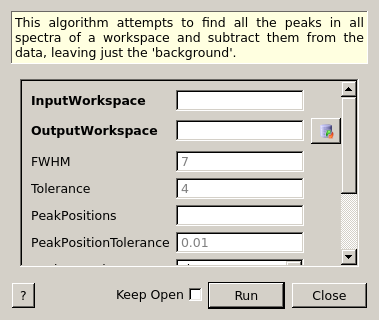 This algorithm attempts to find all the peaks in all
spectra of a workspace and subtract them from the
data, leaving just the 'background'.
InputWorkspace
OutputWorkspace
FWHM 7
Tolerance 4
PeakPositions
PeakPositionTolerance 0.01
? Keep Open Run Close